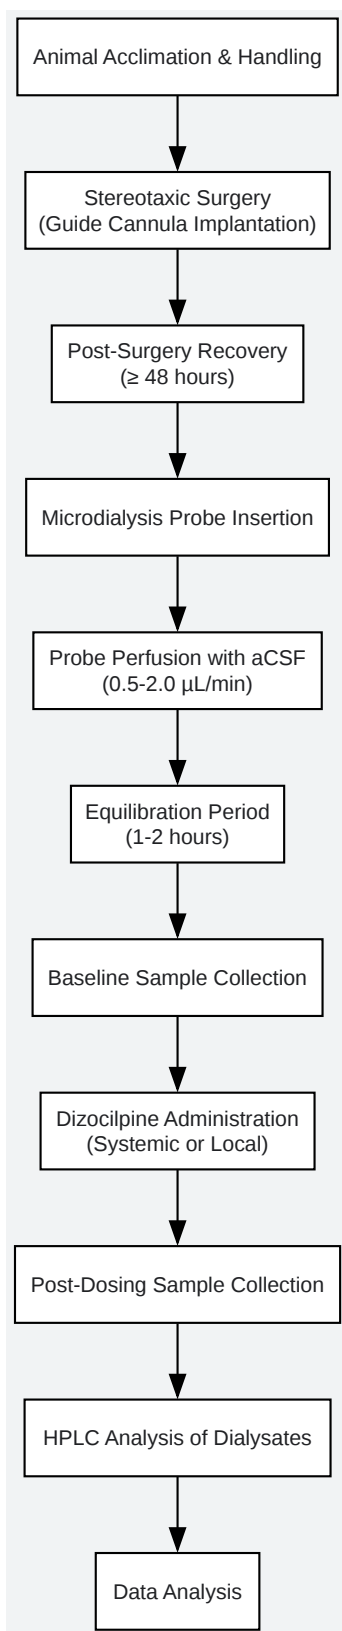 Animal Acclimation & Handling
Stereotaxic Surgery
(Guide Cannula Implantation)
Post-Surgery Recovery
(≥ 48 hours)
Microdialysis Probe Insertion
Probe Perfusion with aCSF
(0.5-2.0 µL/min)
Equilibration Period
(1-2 hours)
Baseline Sample Collection
Dizocilpine Administration
(Systemic or Local)
Post-Dosing Sample Collection
HPLC Analysis of Dialysates
Data Analysis